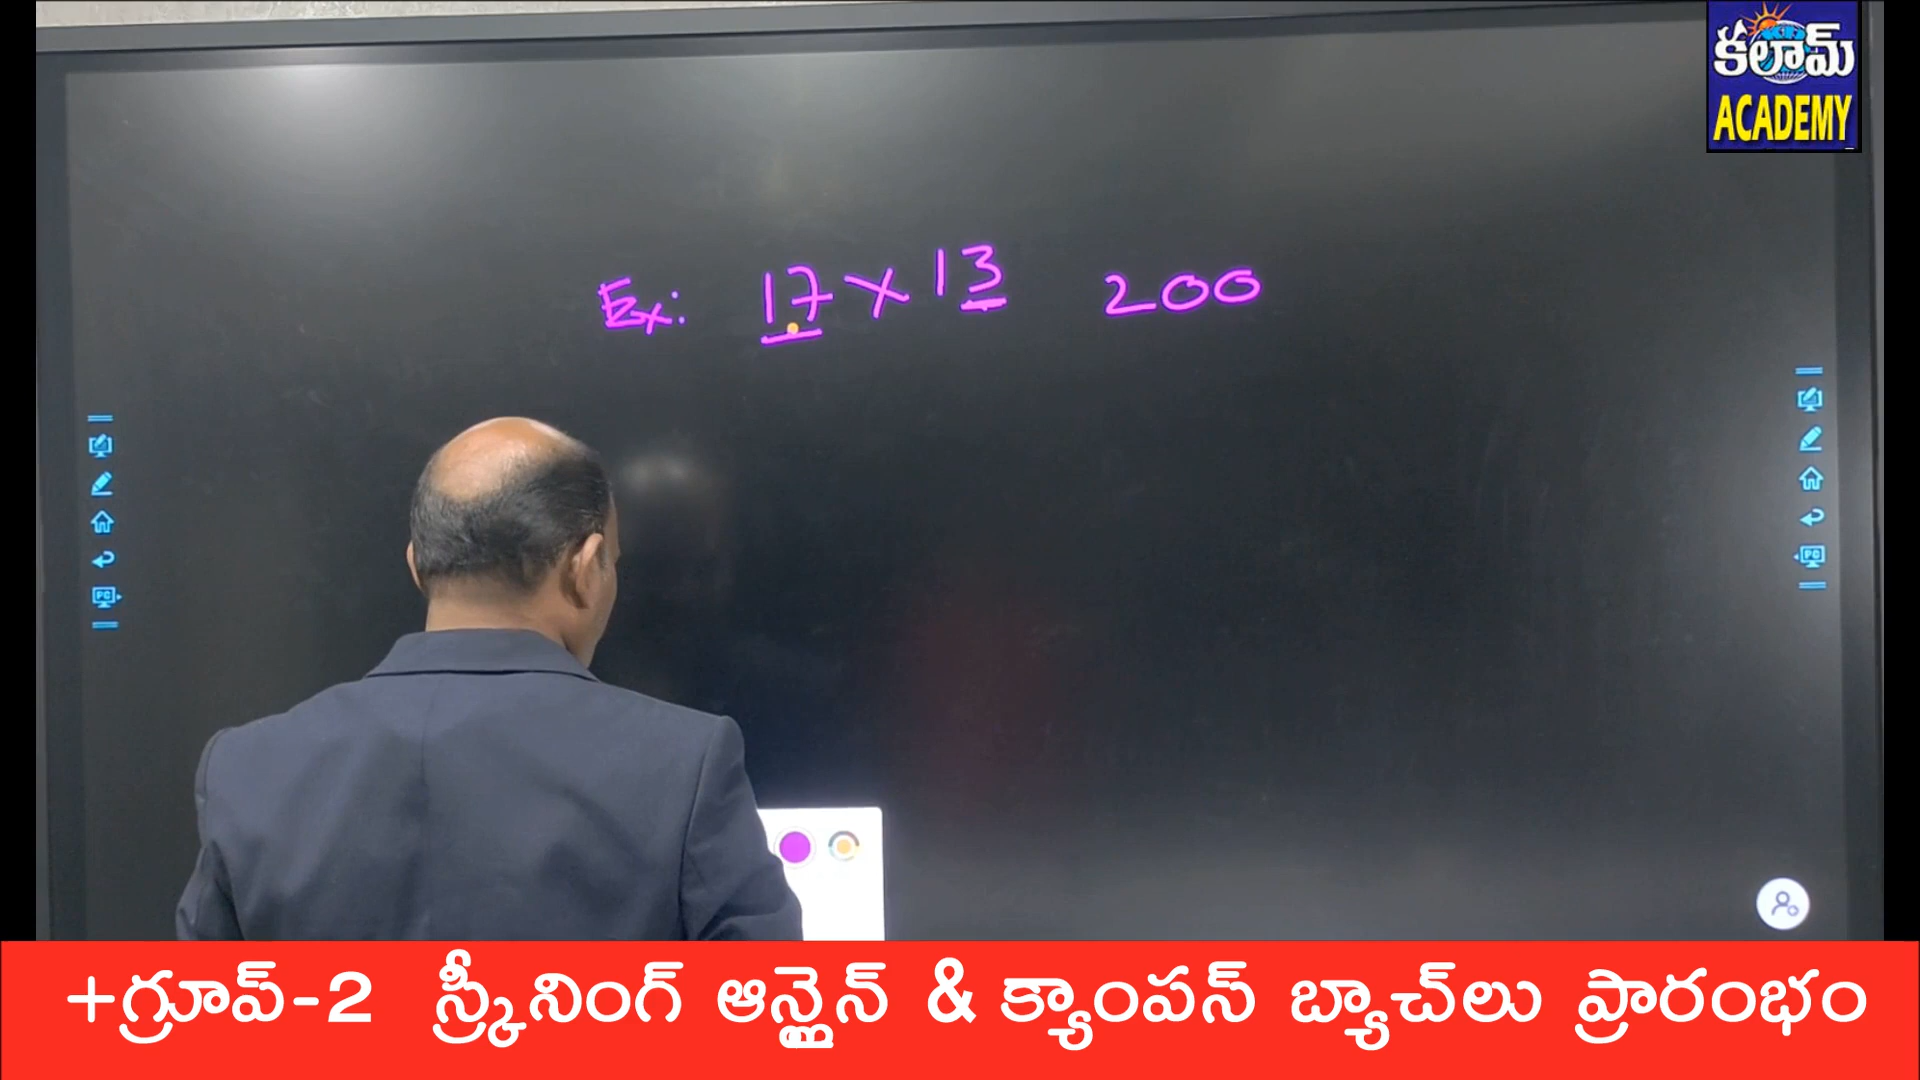 కలామ్
ACADEMY
Ex: 17 × 13 200
+గ్రూప్-2 స్క్రీనింగ్ ఆన్లైన్ & క్యాంపస్ బ్యాచ్‌లు ప్రారంభం